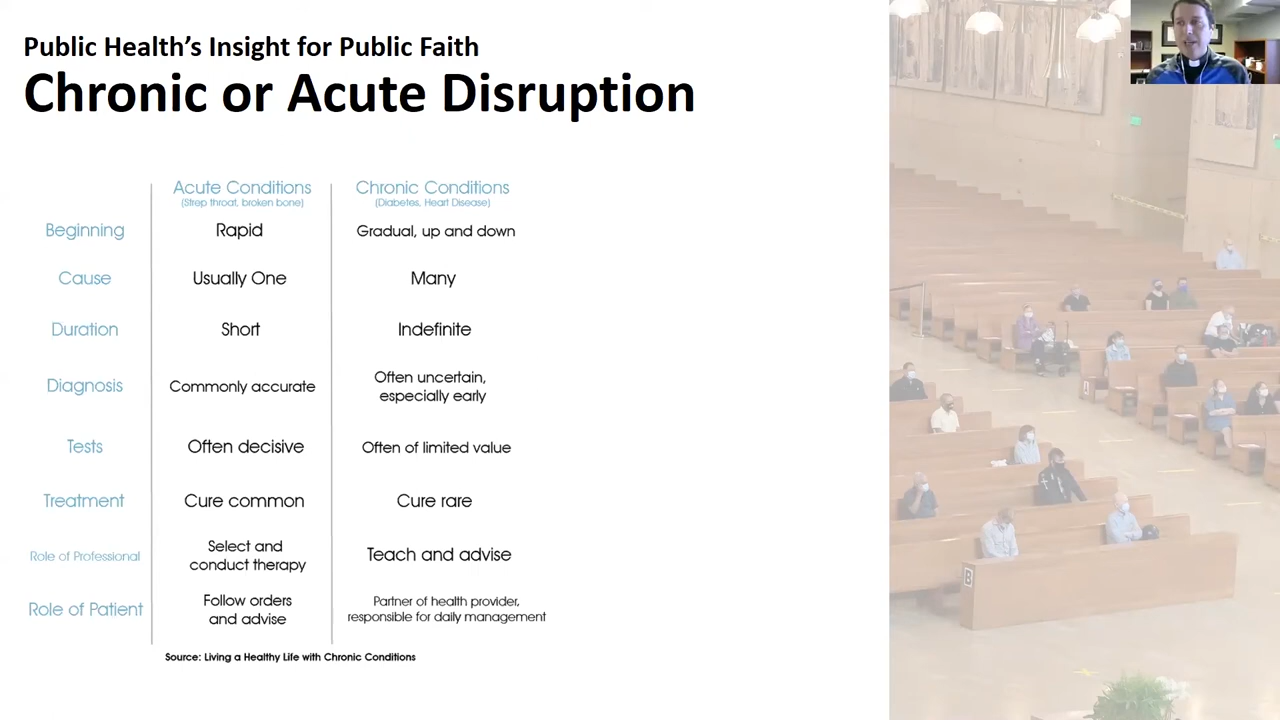 Public Health’s Insight for Public Faith
Chronic or Acute Disruption
Acute Conditions
(Strep throat, broken bone)
Chronic Conditions
(Diabetes, Heart Disease)
Beginning
Rapid
Gradual, up and down
Cause
Usually One
Many
Duration
Short
Indefinite
Diagnosis
Commonly accurate
Often uncertain,
especially early
Tests
Often decisive
Often of limited value
Treatment
Cure common
Cure rare
Role of Professional
Select and
conduct therapy
Teach and advise
Role of Patient
Follow orders
and advise
Partner of health provider,
responsible for daily management
Source: Living a Healthy Life with Chronic Conditions
B